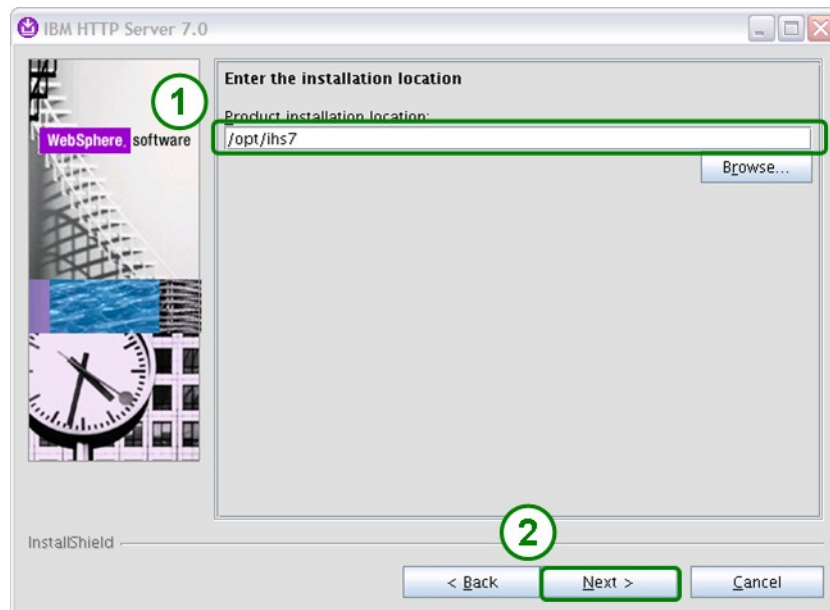 IBM HTTP Server 7.0
Enter the installation location
1
Product installation location:
WebSphere. software
/opt/ihs7
Browse...
2
InstallShield
< Back
Next >
Cancel